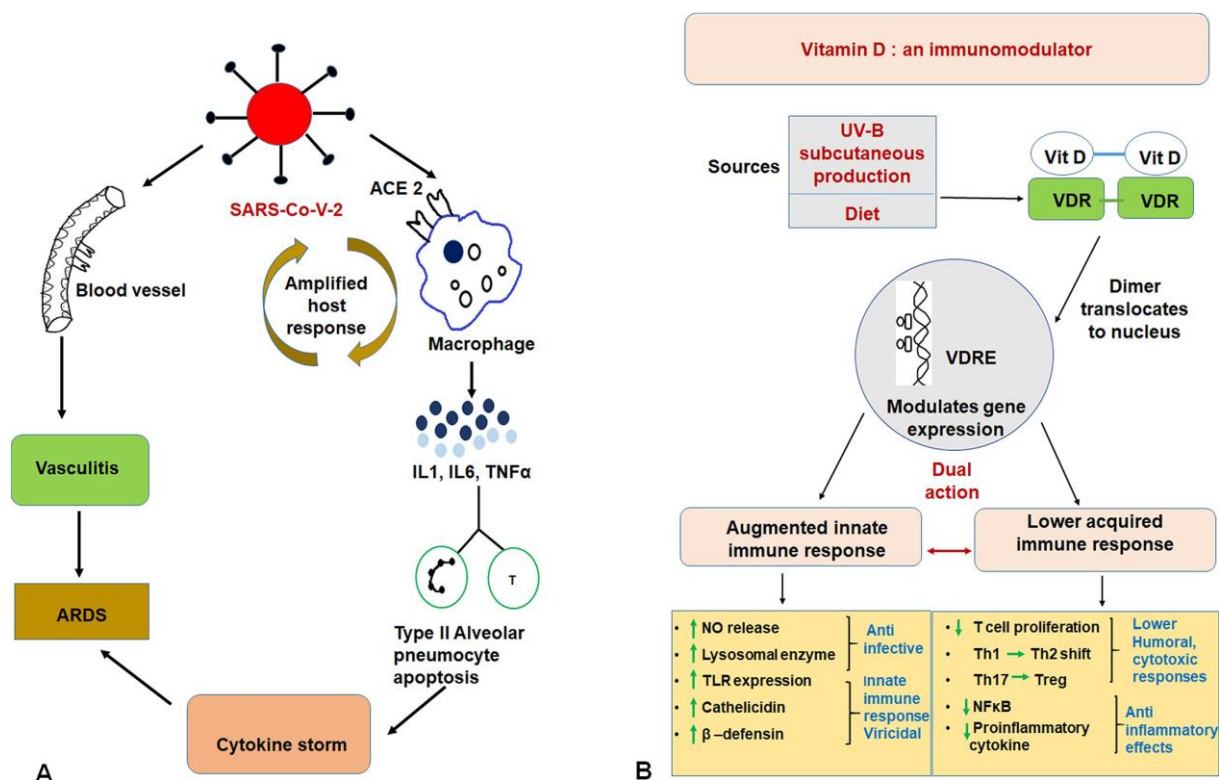 SARS-Co-V-2
ACE 2
Blood vessel
Amplified
host
response
Macrophage
IL1, IL6, TNFα
T
Type II Alveolar
pneumocyte
apoptosis
Vasculitis
ARDS
Cytokine storm
A
Vitamin D : an immunomodulator
Sources
UV-B
subcutaneous
production
Diet
Vit D
Vit D
VDR
VDR
Dimer
translocates
to nucleus
VDRE
Modulates gene
expression
Dual
action
Augmented innate
immune response
Lower acquired
immune response
• ↑ NO release
• ↑ Lysosomal enzyme
• ↑ TLR expression
• ↑ Cathelicidin
• ↑ β –defensin
Anti
infective
Innate
immune
response
Viricidal
• ↓ T cell proliferation
• Th1 → Th2 shift
• Th17 → Treg
• ↓ NFκB
• ↓ Proinflammatory
cytokine
Lower
Humoral,
cytotoxic
responses
Anti
inflammatory
effects
B